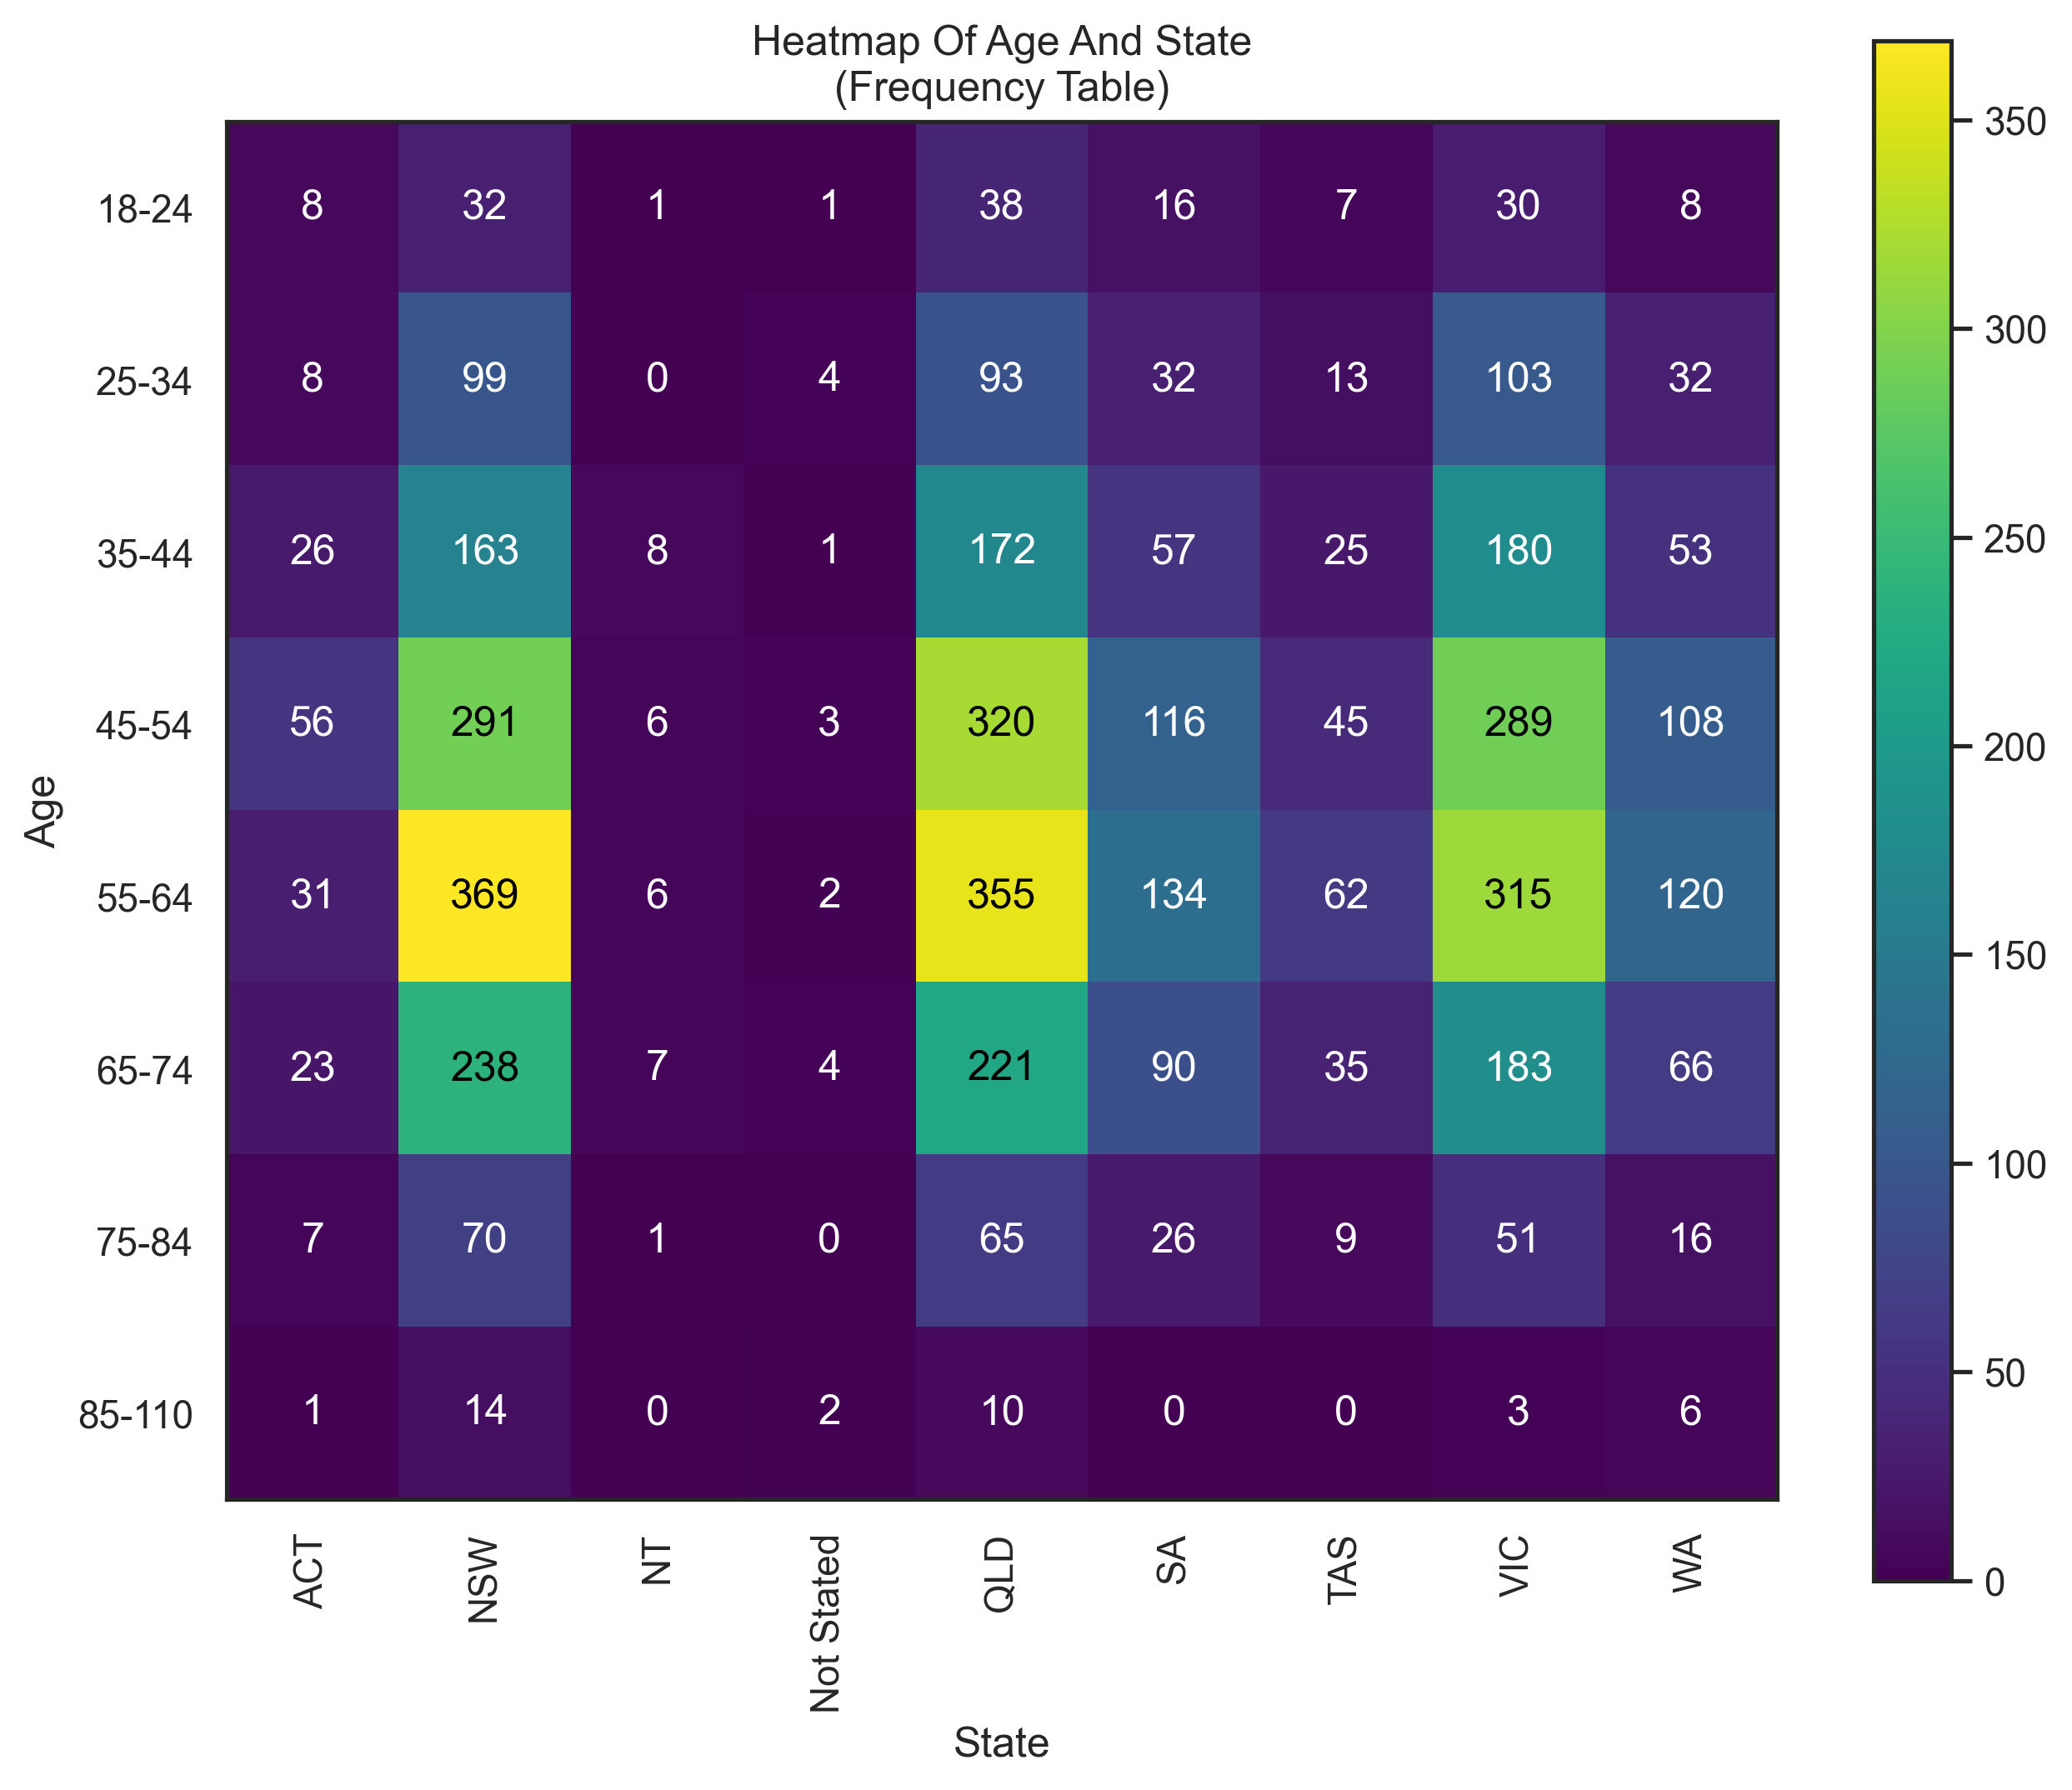 Heatmap Of Age And State
(Frequency Table)
18-24 8 32 1 1 38 16 7 30 8
25-34 8 99 0 4 93 32 13 103 32
35-44 26 163 8 1 172 57 25 180 53
45-54 56 291 6 3 320 116 45 289 108
55-64 31 369 6 2 355 134 62 315 120
65-74 23 238 7 4 221 90 35 183 66
75-84 7 70 1 0 65 26 9 51 16
85-110 1 14 0 2 10 0 0 3 6
ACT NSW NT Not Stated QLD SA TAS VIC WA
State
Age
350
300
250
200
150
100
50
0